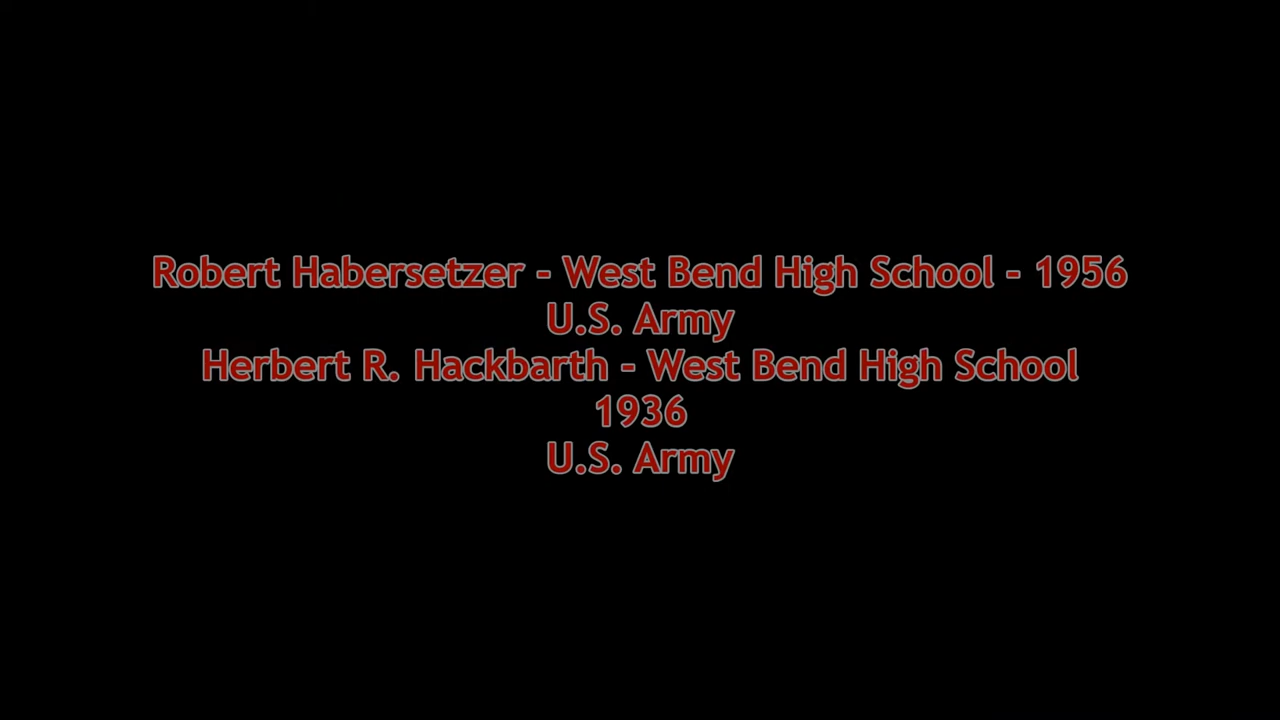 Robert Habersetzer - West Bend High School - 1956
U.S. Army
Herbert R. Hackbarth - West Bend High School
1936
U.S. Army